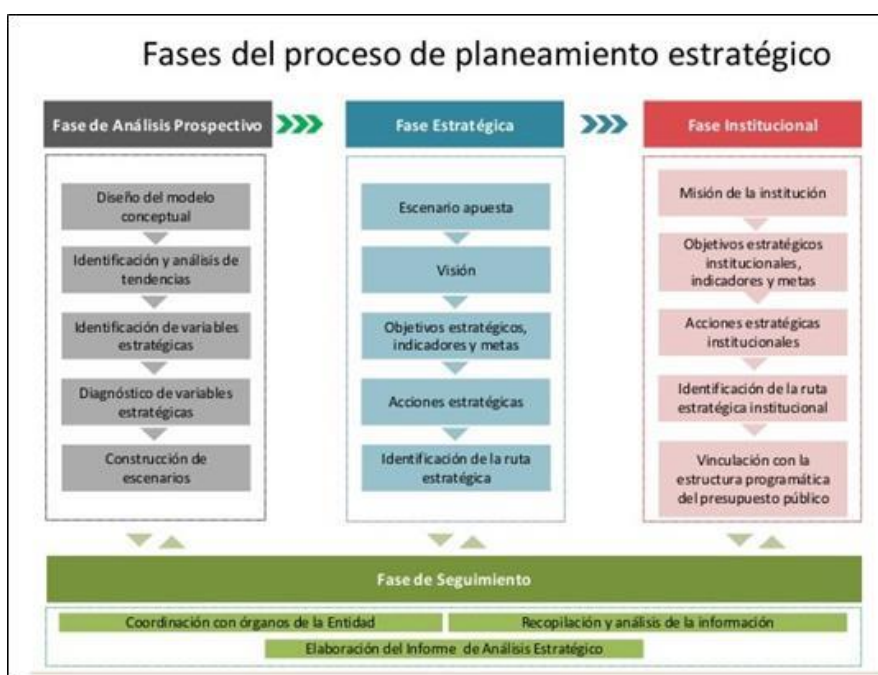 Fases del proceso de planeamiento estratégico
Fase de Análisis Prospectivo
Diseño del modelo
conceptual
Identificación y análisis de
tendencias
Identificación de variables
estratégicas
Diagnóstico de variables
estratégicas
Construcción de
escenarios
Fase Estratégica
Escenario apuesta
Visión
Objetivos estratégicos,
indicadores y metas
Acciones estratégicas
Identificación de la ruta
estratégica
Fase Institucional
Misión de la institución
Objetivos estratégicos
institucionales,
indicadores y metas
Acciones estratégicas
institucionales
Identificación de la ruta
estratégica institucional
Vinculación con la
estructura programática
del presupuesto público
Fase de Seguimiento
Coordinación con órganos de la Entidad
Recopilación y análisis de la información
Elaboración del Informe de Análisis Estratégico